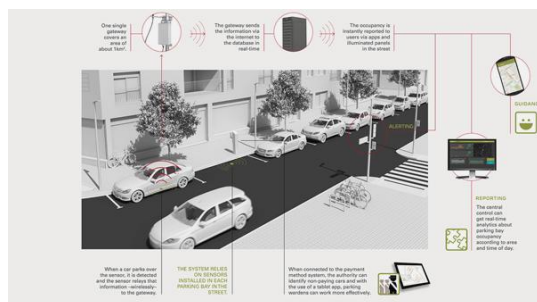 One single
gateway
covers an
area of
about 1km².
The gateway sends
the information via
the internet to
the database in
real-time
The occupancy is
instantly reported to
users via apps and
illuminated panels
in the street
GUIDANCE
ALERTING
REPORTING
The central
control can
get real-time
analytics about
parking bay
occupancy
according to area
and time of day.
When a car parks over
the sensor, it is detected
and the sensor relays that
information –wirelessly–
to the gateway.
THE SYSTEM RELIES
ON SENSORS
INSTALLED IN EACH
PARKING BAY IN THE
STREET.
When connected to the payment
method system, the authority can
identify non-paying cars and with
the use of a tablet app, parking
wardens can work more effectively.